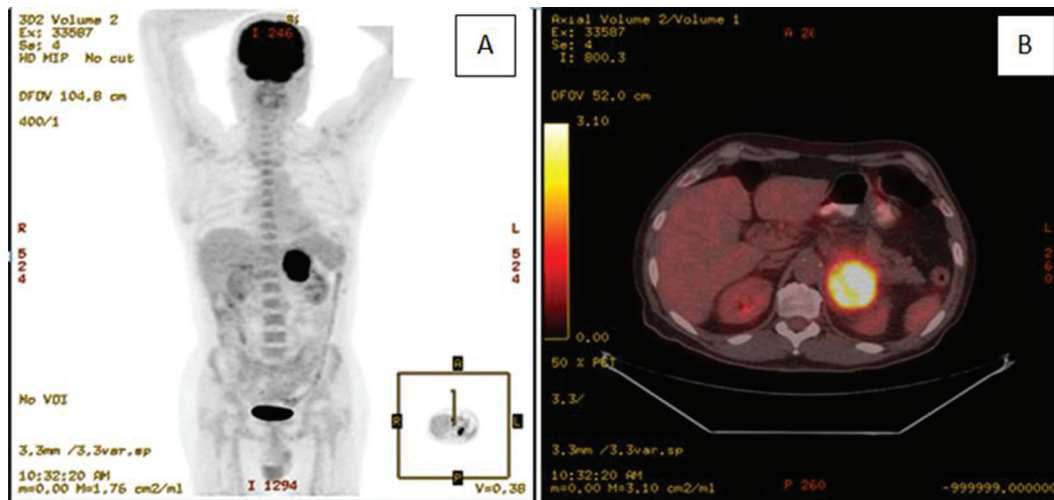 3D2 Volume 2
Ex: 33587
Se: 4
HD MIP No cut
DFOV 104.8 cm
400/1
I 246
A
R
5
2
4
L
5
2
4
No VOI
3.3mm /3.3var.sp
10:32:20 AM
m=0.00 M=1.76 cm2/ml
I 1294
A
R
L
P
V=0.38
Axial Volume 2/Volume 1
Ex: 33587
Se: 4
I: 800.3
DFOV 52.0 cm
3.10
A 26
B
L
2
6
0
0.00
50 % PET
3.3/
3.3mm /3.3var.sp
10:32:20 AM
m=0.00 M=3.10 cm2/ml
P 260
-999999.000000